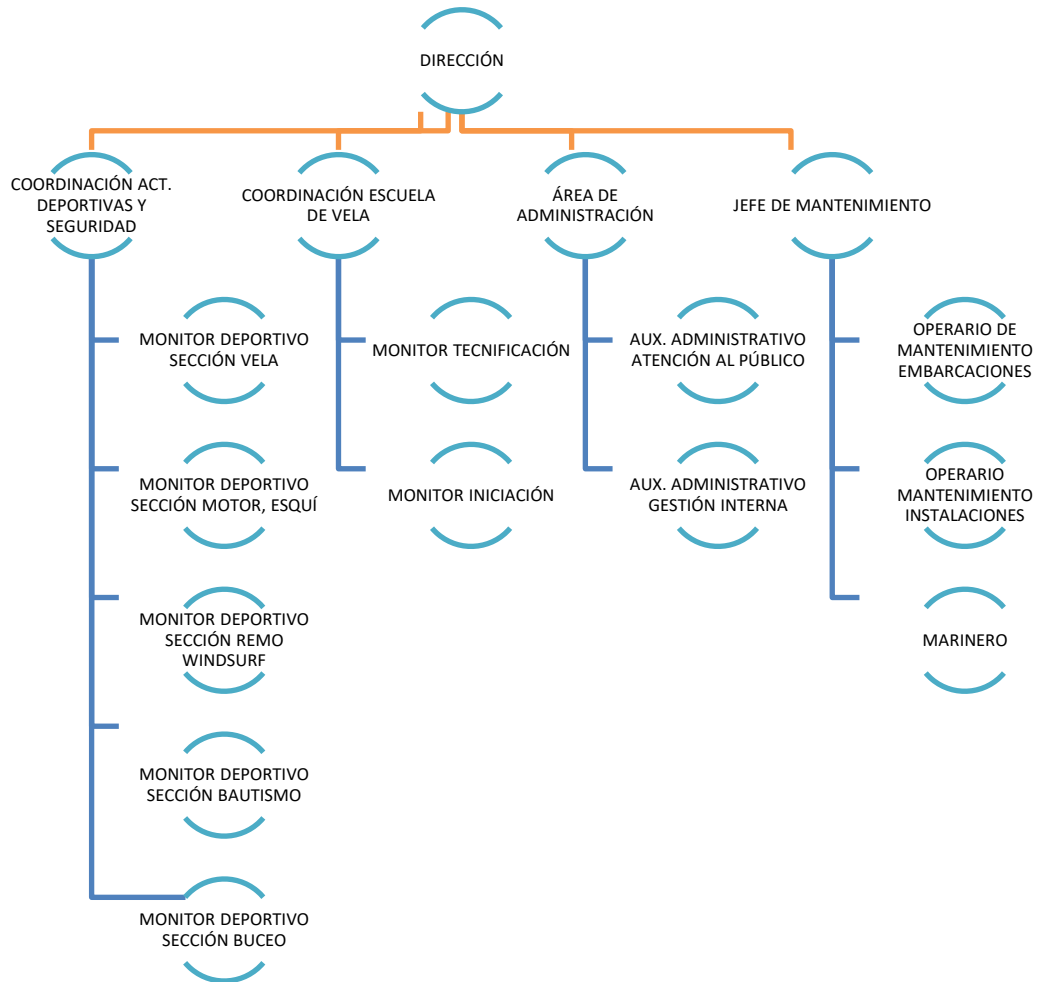 DIRECCIÓN
COORDINACIÓN ACT.
DEPORTIVAS Y
SEGURIDAD
COORDINACIÓN ESCUELA
DE VELA
ÁREA DE
ADMINISTRACIÓN
JEFE DE MANTENIMIENTO
MONITOR DEPORTIVO
SECCIÓN VELA
MONITOR TECNIFICACIÓN
AUX. ADMINISTRATIVO
ATENCIÓN AL PÚBLICO
OPERARIO DE
MANTENIMIENTO
EMBARCACIONES
MONITOR DEPORTIVO
SECCIÓN MOTOR, ESQUÍ
MONITOR INICIACIÓN
AUX. ADMINISTRATIVO
GESTIÓN INTERNA
OPERARIO
MANTENIMIENTO
INSTALACIONES
MONITOR DEPORTIVO
SECCIÓN REMO
WINDSURF
MARINERO
MONITOR DEPORTIVO
SECCIÓN BAUTISMO
MONITOR DEPORTIVO
SECCIÓN BUCEO